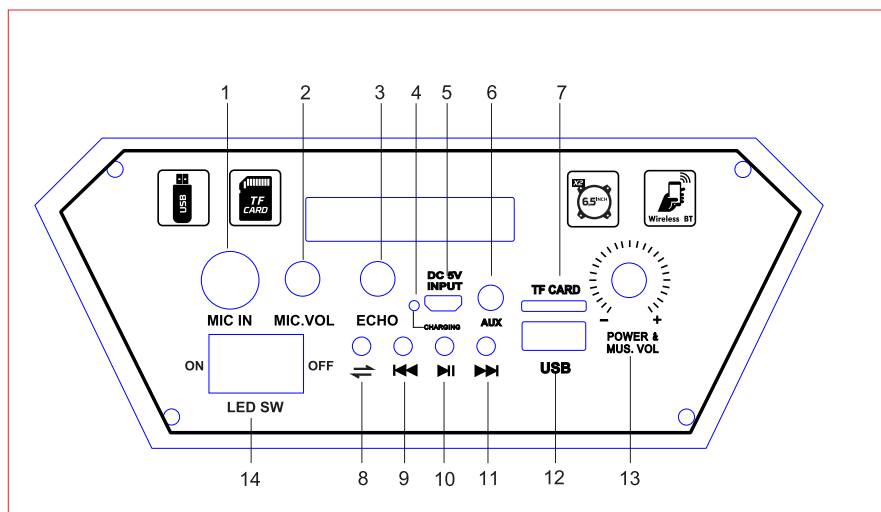 1 2 3 4 5 6 7
USB
TF
CARD
X2
6.5 INCH
Wireless BT
DC 5V
INPUT
TF CARD
MIC IN MIC.VOL ECHO
CHARGING
AUX
- +
POWER &
MUS. VOL
ON OFF
USB
LED SW
14 8 9 10 11 12 13